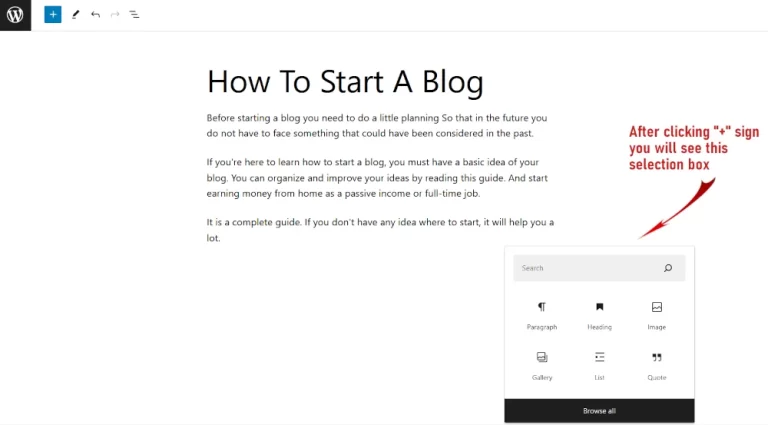 How To Start A Blog
Before starting a blog you need to do a little planning So that in the future you
do not have to face something that could have been considered in the past.
If you're here to learn how to start a blog, you must have a basic idea of your
blog. You can organize and improve your ideas by reading this guide. And start
earning money from home as a passive income or full-time job.
It is a complete guide. If you don't have any idea where to start, it will help you a
lot.
After clicking "+" sign
you will see this
selection box
Search
Paragraph
Heading
Image
Gallery
List
Quote
Browse all